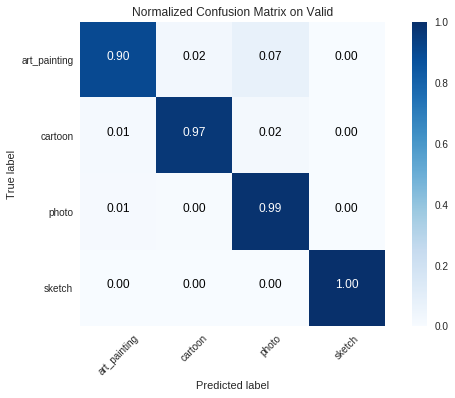 Normalized Confusion Matrix on Valid
True label
art_painting 0.90 0.02 0.07 0.00
cartoon 0.01 0.97 0.02 0.00
photo 0.01 0.00 0.99 0.00
sketch 0.00 0.00 0.00 1.00
art_painting cartoon photo sketch
Predicted label
1.0
0.8
0.6
0.4
0.2
0.0